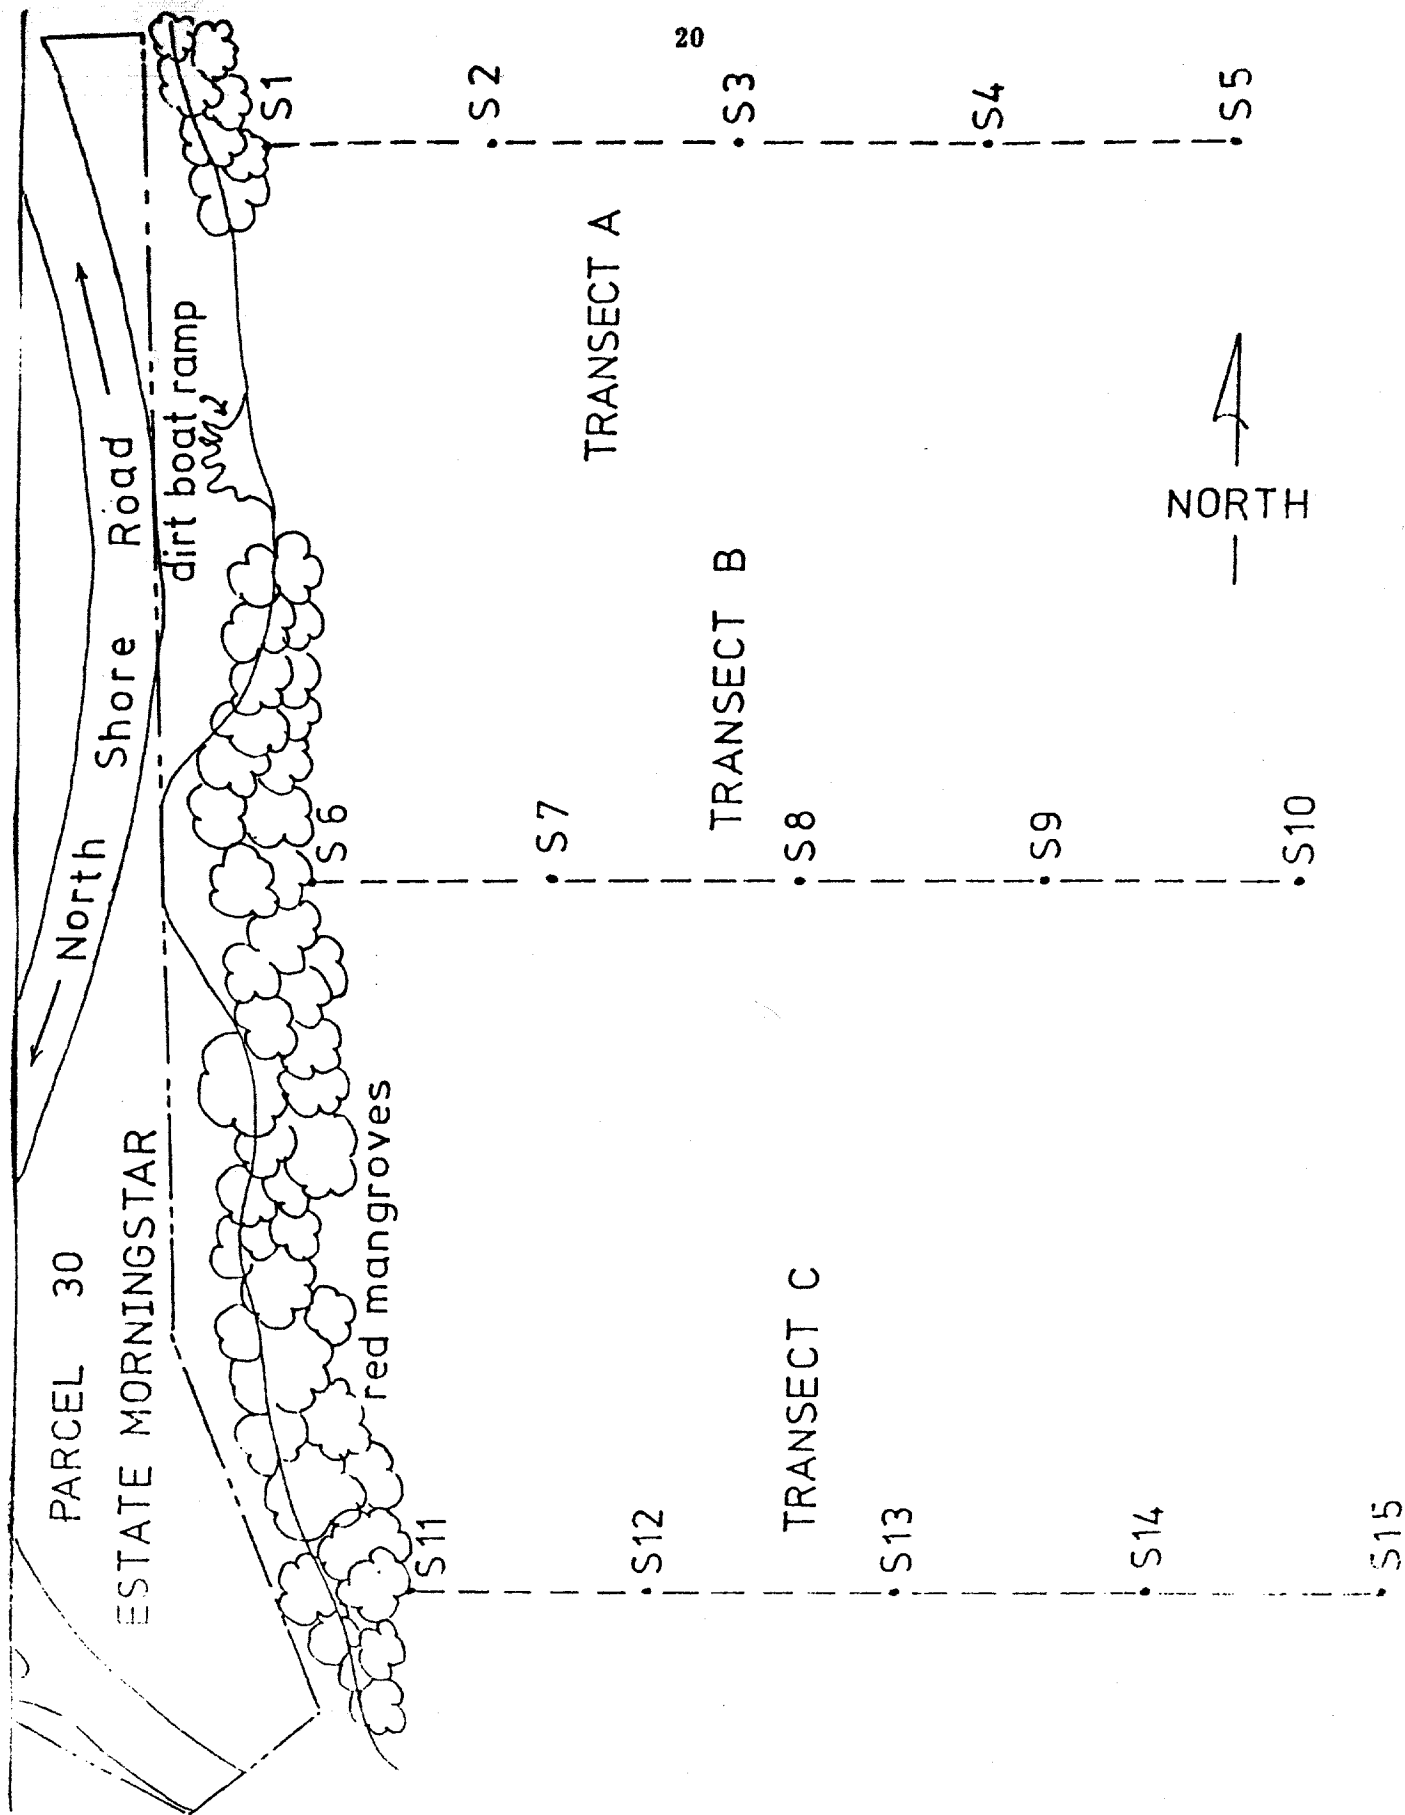 20
PARCEL 30
ESTATE MORNINGSTAR
North Shore Road
dirt boat ramp
red mangroves
S1
S2
S3
S4
S5
TRANSECT A
S6
S7
S8
S9
S10
TRANSECT B
S11
S12
S13
S14
S15
TRANSECT C
NORTH